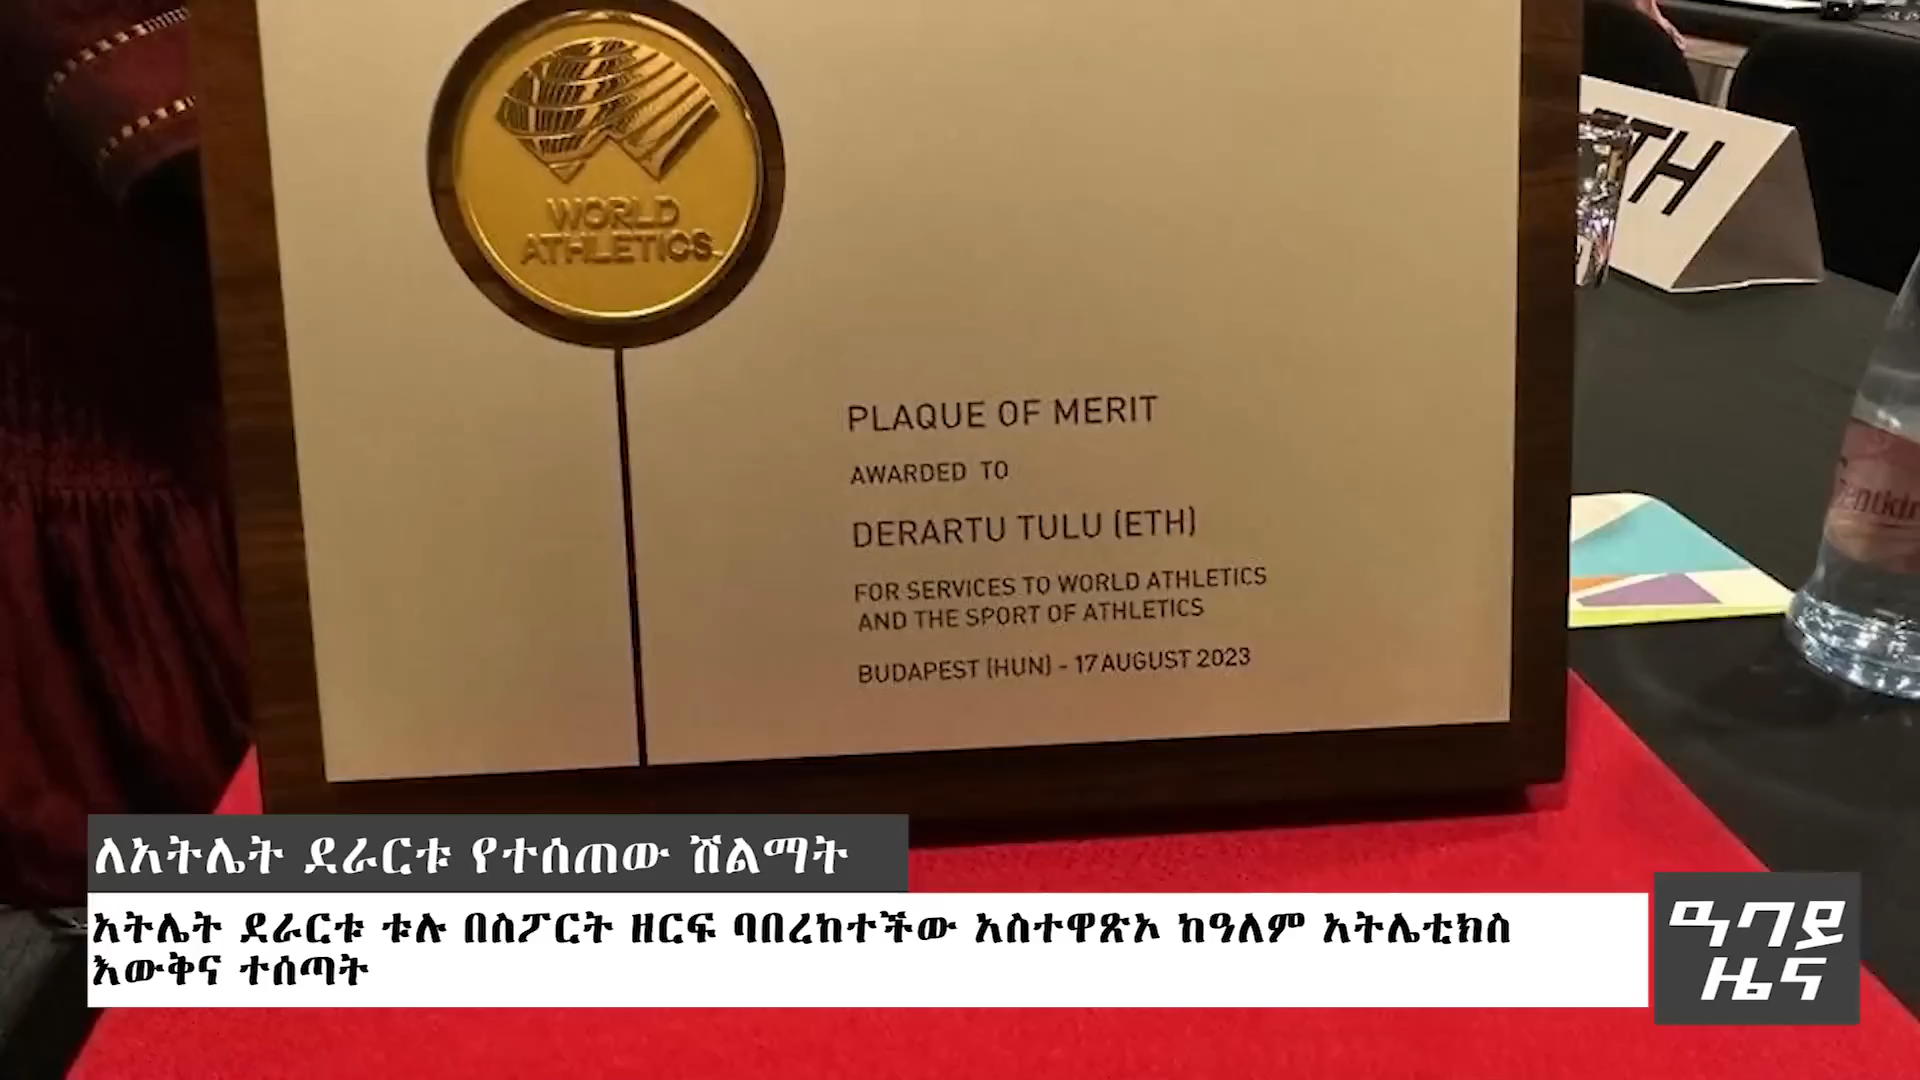 WORLD
ATHLETICS
ETH
PLAQUE OF MERIT
AWARDED TO
DERARTU TULU (ETH)
FOR SERVICES TO WORLD ATHLETICS
AND THE SPORT OF ATHLETICS
BUDAPEST (HUN) - 17 AUGUST 2023
ለአትሌት ደራርቱ የተሰጠው ሽልማት
አትሌት ደራርቱ ቱሉ በስፖርት ዘርፍ ባበረከተችው አስተዋጽኦ ከዓለም አትሌቲክስ
እውቅና ተሰጣት
ዓባይ
ዜና